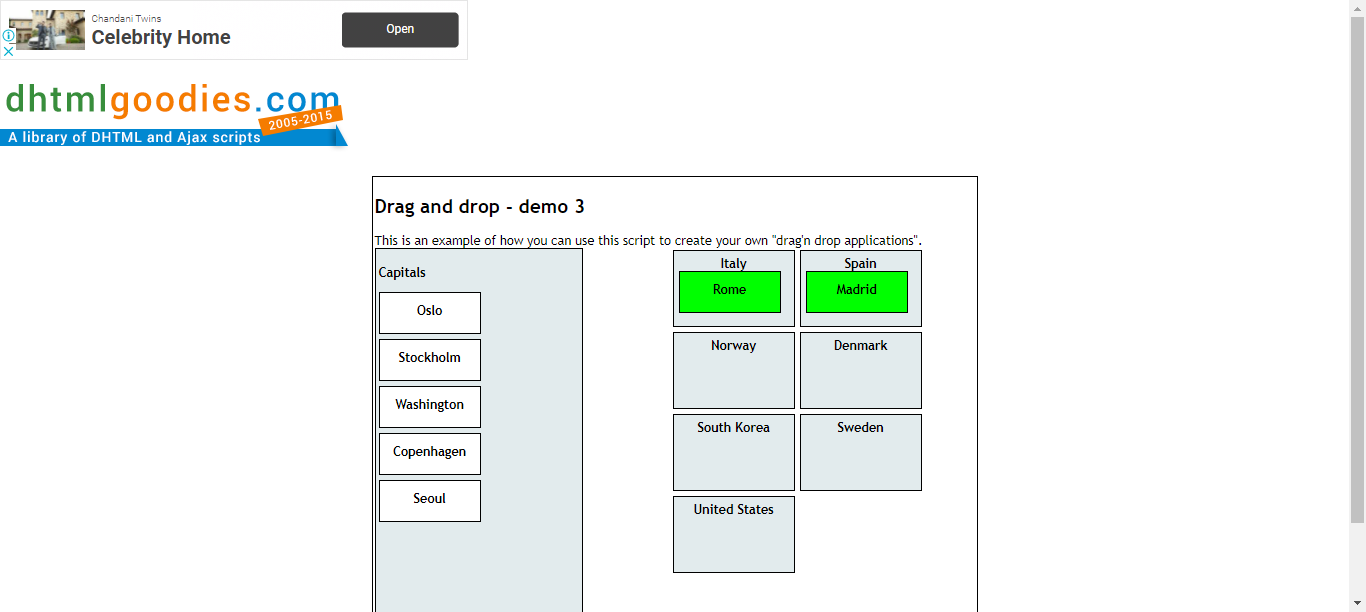 Chandani Twins
Celebrity Home
Open
dhtmlgoodies.com
2005-2015
A library of DHTML and Ajax scripts
Drag and drop - demo 3
This is an example of how you can use this script to create your own "drag'n drop applications".
Capitals
Oslo
Stockholm
Washington
Copenhagen
Seoul
Italy
Rome
Spain
Madrid
Norway
Denmark
South Korea
Sweden
United States